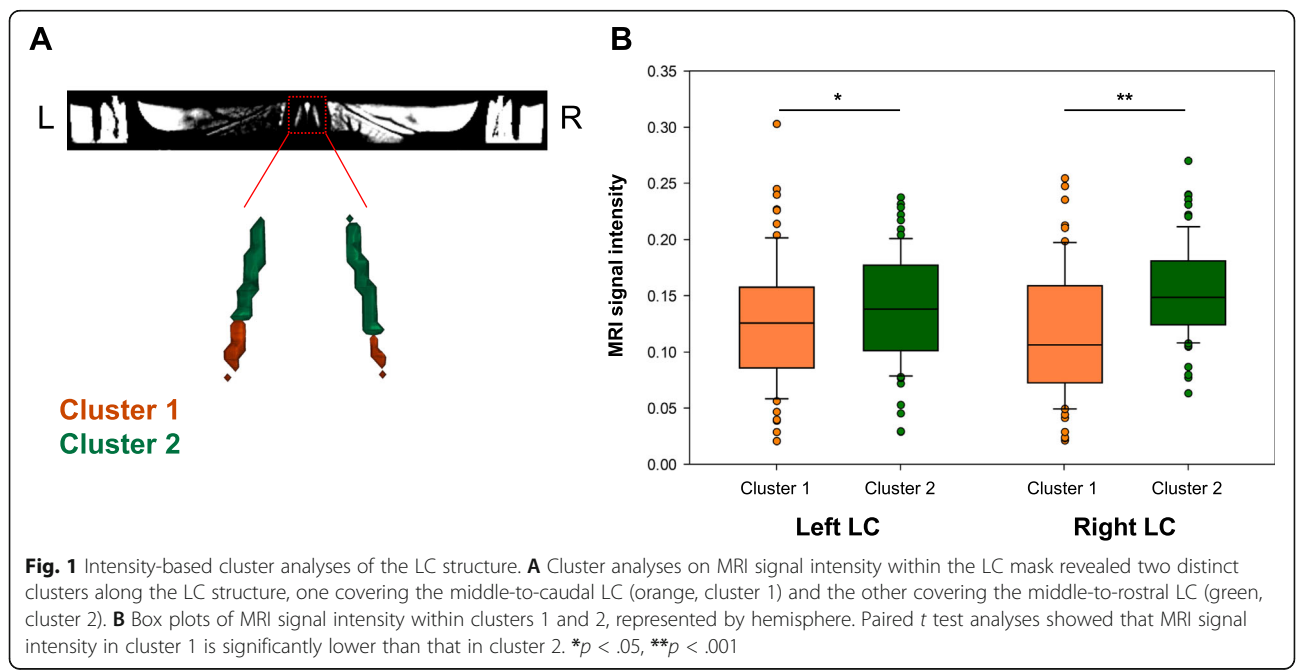 A
L
R
Cluster 1
Cluster 2
B
MRI signal intensity
0.35
0.30
0.25
0.20
0.15
0.10
0.05
0.00
*
**
Cluster 1 Cluster 2 Cluster 1 Cluster 2
Left LC Right LC
Fig. 1 Intensity-based cluster analyses of the LC structure. A Cluster analyses on MRI signal intensity within the LC mask revealed two distinct
clusters along the LC structure, one covering the middle-to-caudal LC (orange, cluster 1) and the other covering the middle-to-rostral LC (green,
cluster 2). B Box plots of MRI signal intensity within clusters 1 and 2, represented by hemisphere. Paired t test analyses showed that MRI signal
intensity in cluster 1 is significantly lower than that in cluster 2. *p < .05, **p < .001